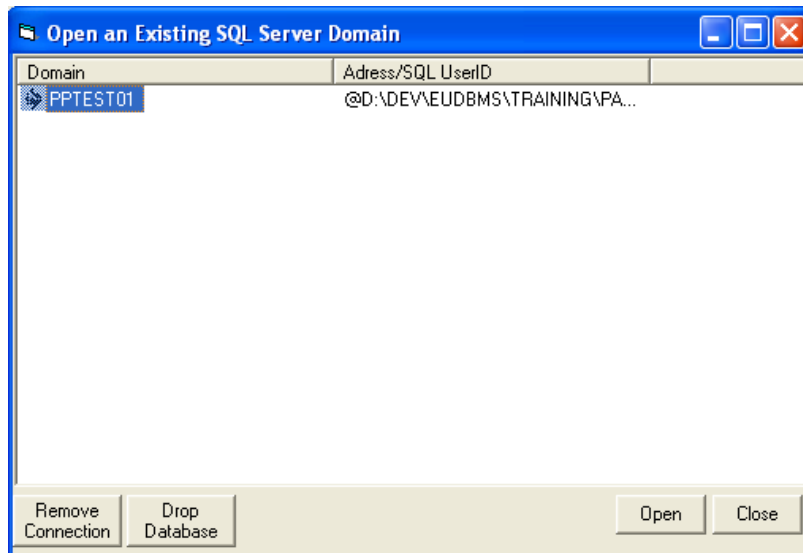 Open an Existing SQL Server Domain
Domain Adress/SQL UserID
PPTEST01 @D:\DEV\EUDBMS\TRAINING\PA...
Remove Connection Drop Database Open Close